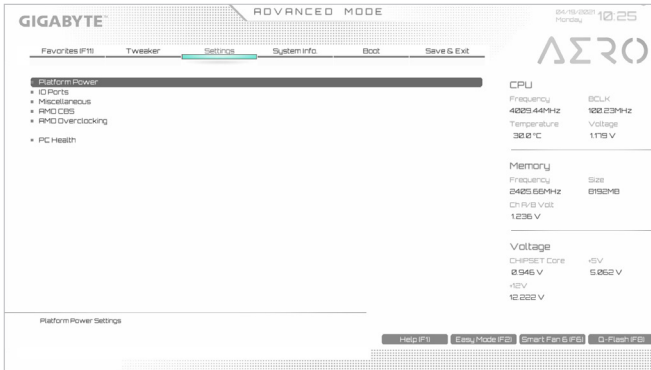 GIGABYTE™
ADVANCED MODE
04/19/2021
Monday
10:25
Favorites (F11)
Tweaker
Settings
System Info.
Boot
Save & Exit
AERO
Platform Power
IO Ports
Miscellaneous
AMD CBS
AMD Overclocking
PC Health
CPU
Frequency
BCLK
4009.44MHz
100.23MHz
Temperature
Voltage
30.0 °C
1.179 V
Memory
Frequency
Size
2405.66MHz
8192MB
Ch A/B Volt
1.236 V
Voltage
CHIPSET Core
+5V
0.946 V
5.062 V
+12V
12.222 V
Platform Power Settings
Help (F1)
Easy Mode (F2)
Smart Fan 6 (F6)
Q-Flash (F8)